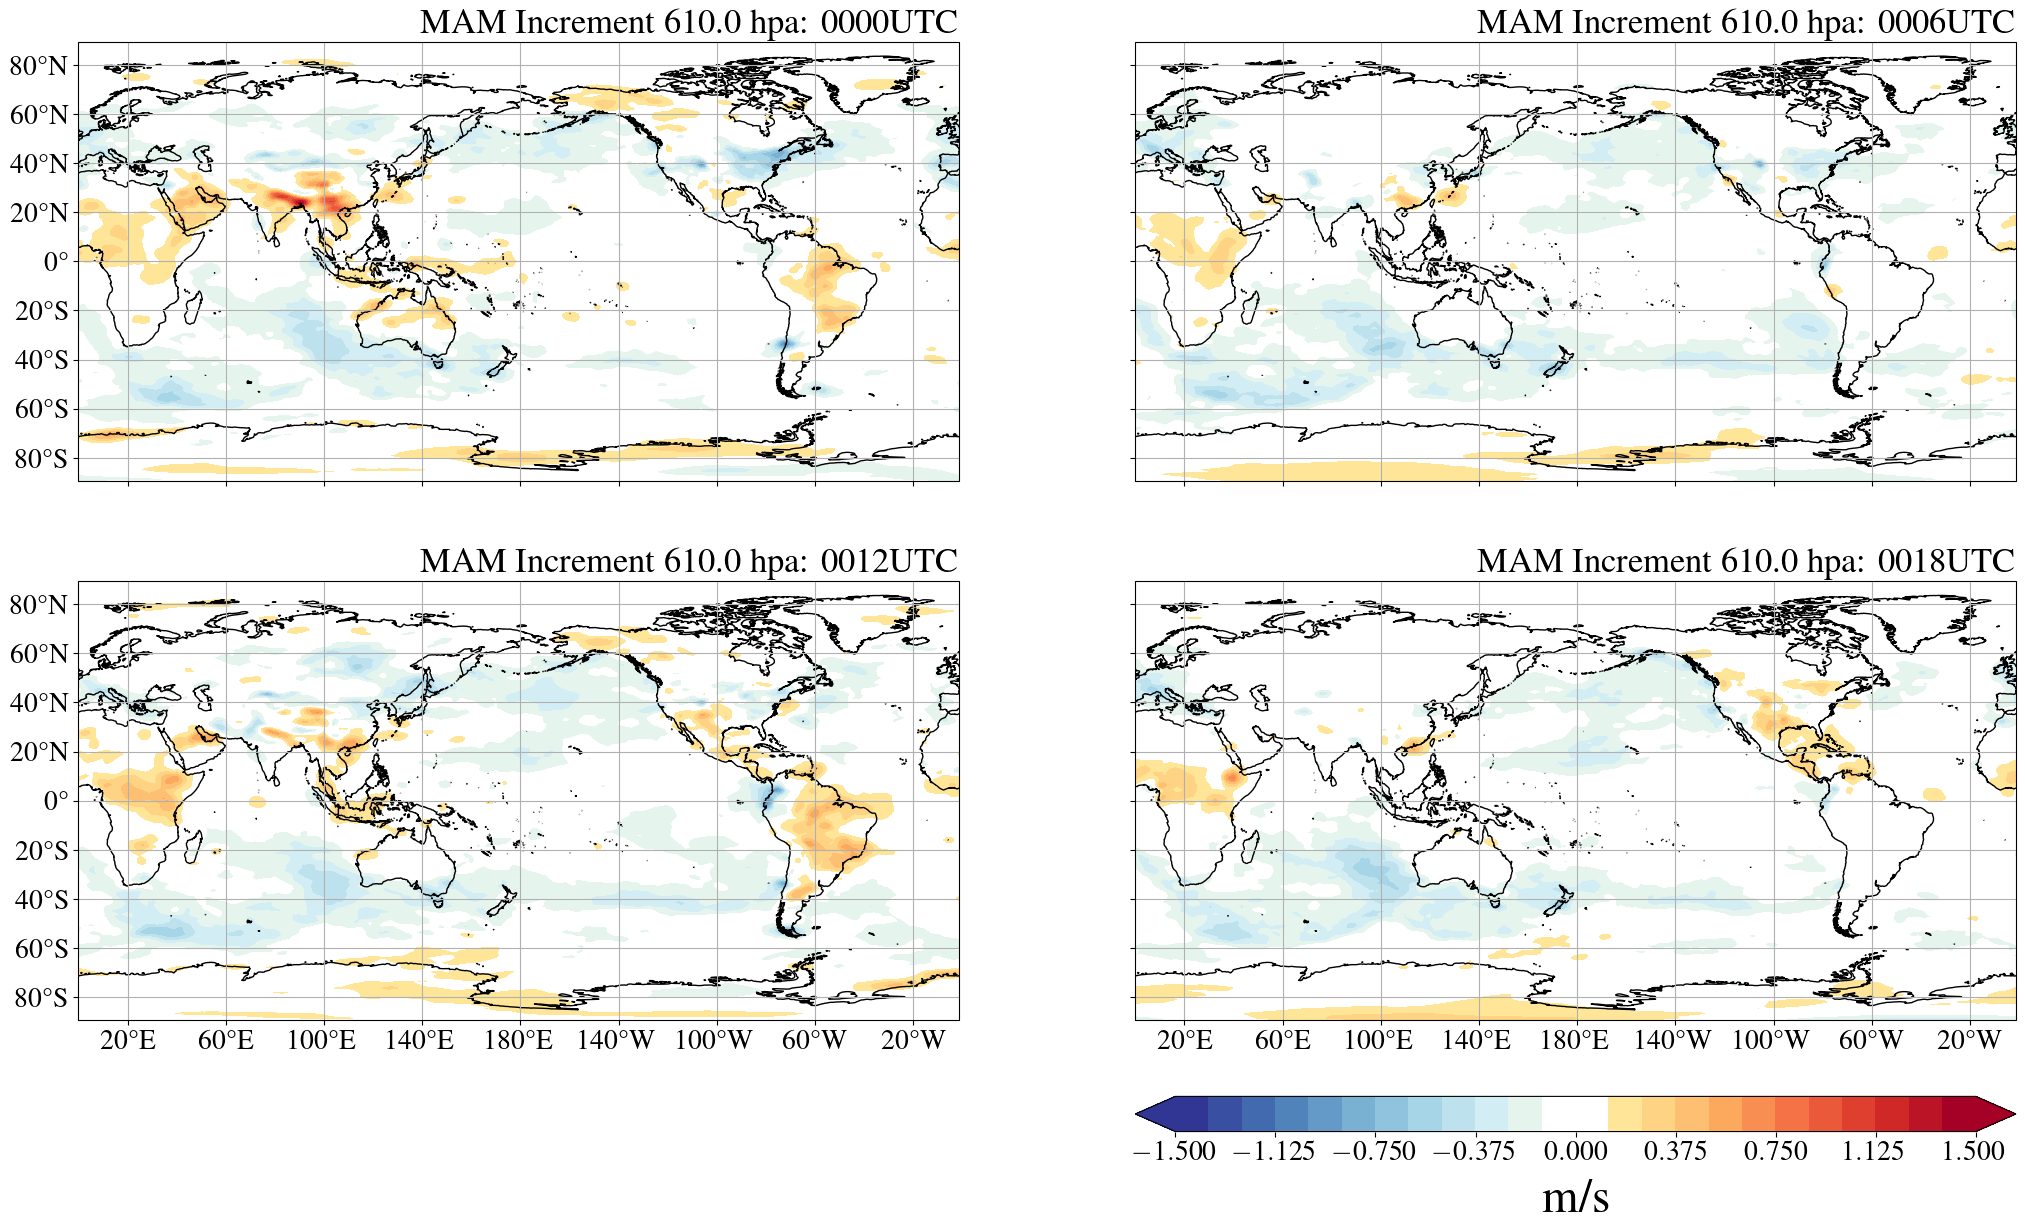 MAM Increment 610.0 hpa: 0000UTC
MAM Increment 610.0 hpa: 0006UTC
80°N
60°N
40°N
20°N
0°
20°S
40°S
60°S
80°S
MAM Increment 610.0 hpa: 0012UTC
MAM Increment 610.0 hpa: 0018UTC
80°N
60°N
40°N
20°N
0°
20°S
40°S
60°S
80°S
20°E 60°E 100°E 140°E 180°E 140°W 100°W 60°W 20°W
20°E 60°E 100°E 140°E 180°E 140°W 100°W 60°W 20°W
−1.500 −1.125 −0.750 −0.375 0.000 0.375 0.750 1.125 1.500
m/s